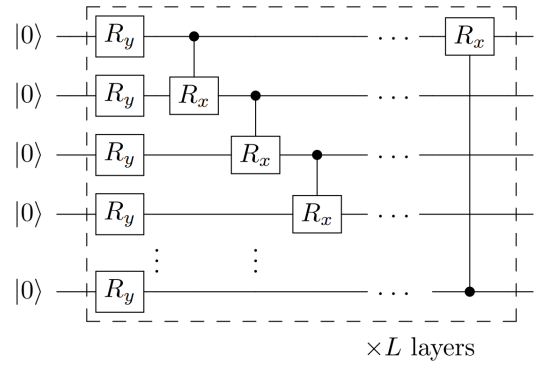 |0⟩ R_y ... R_x
|0⟩ R_y R_x ...
|0⟩ R_y R_x ...
|0⟩ R_y R_x ...
⋮ ⋮
|0⟩ R_y ...
×L layers